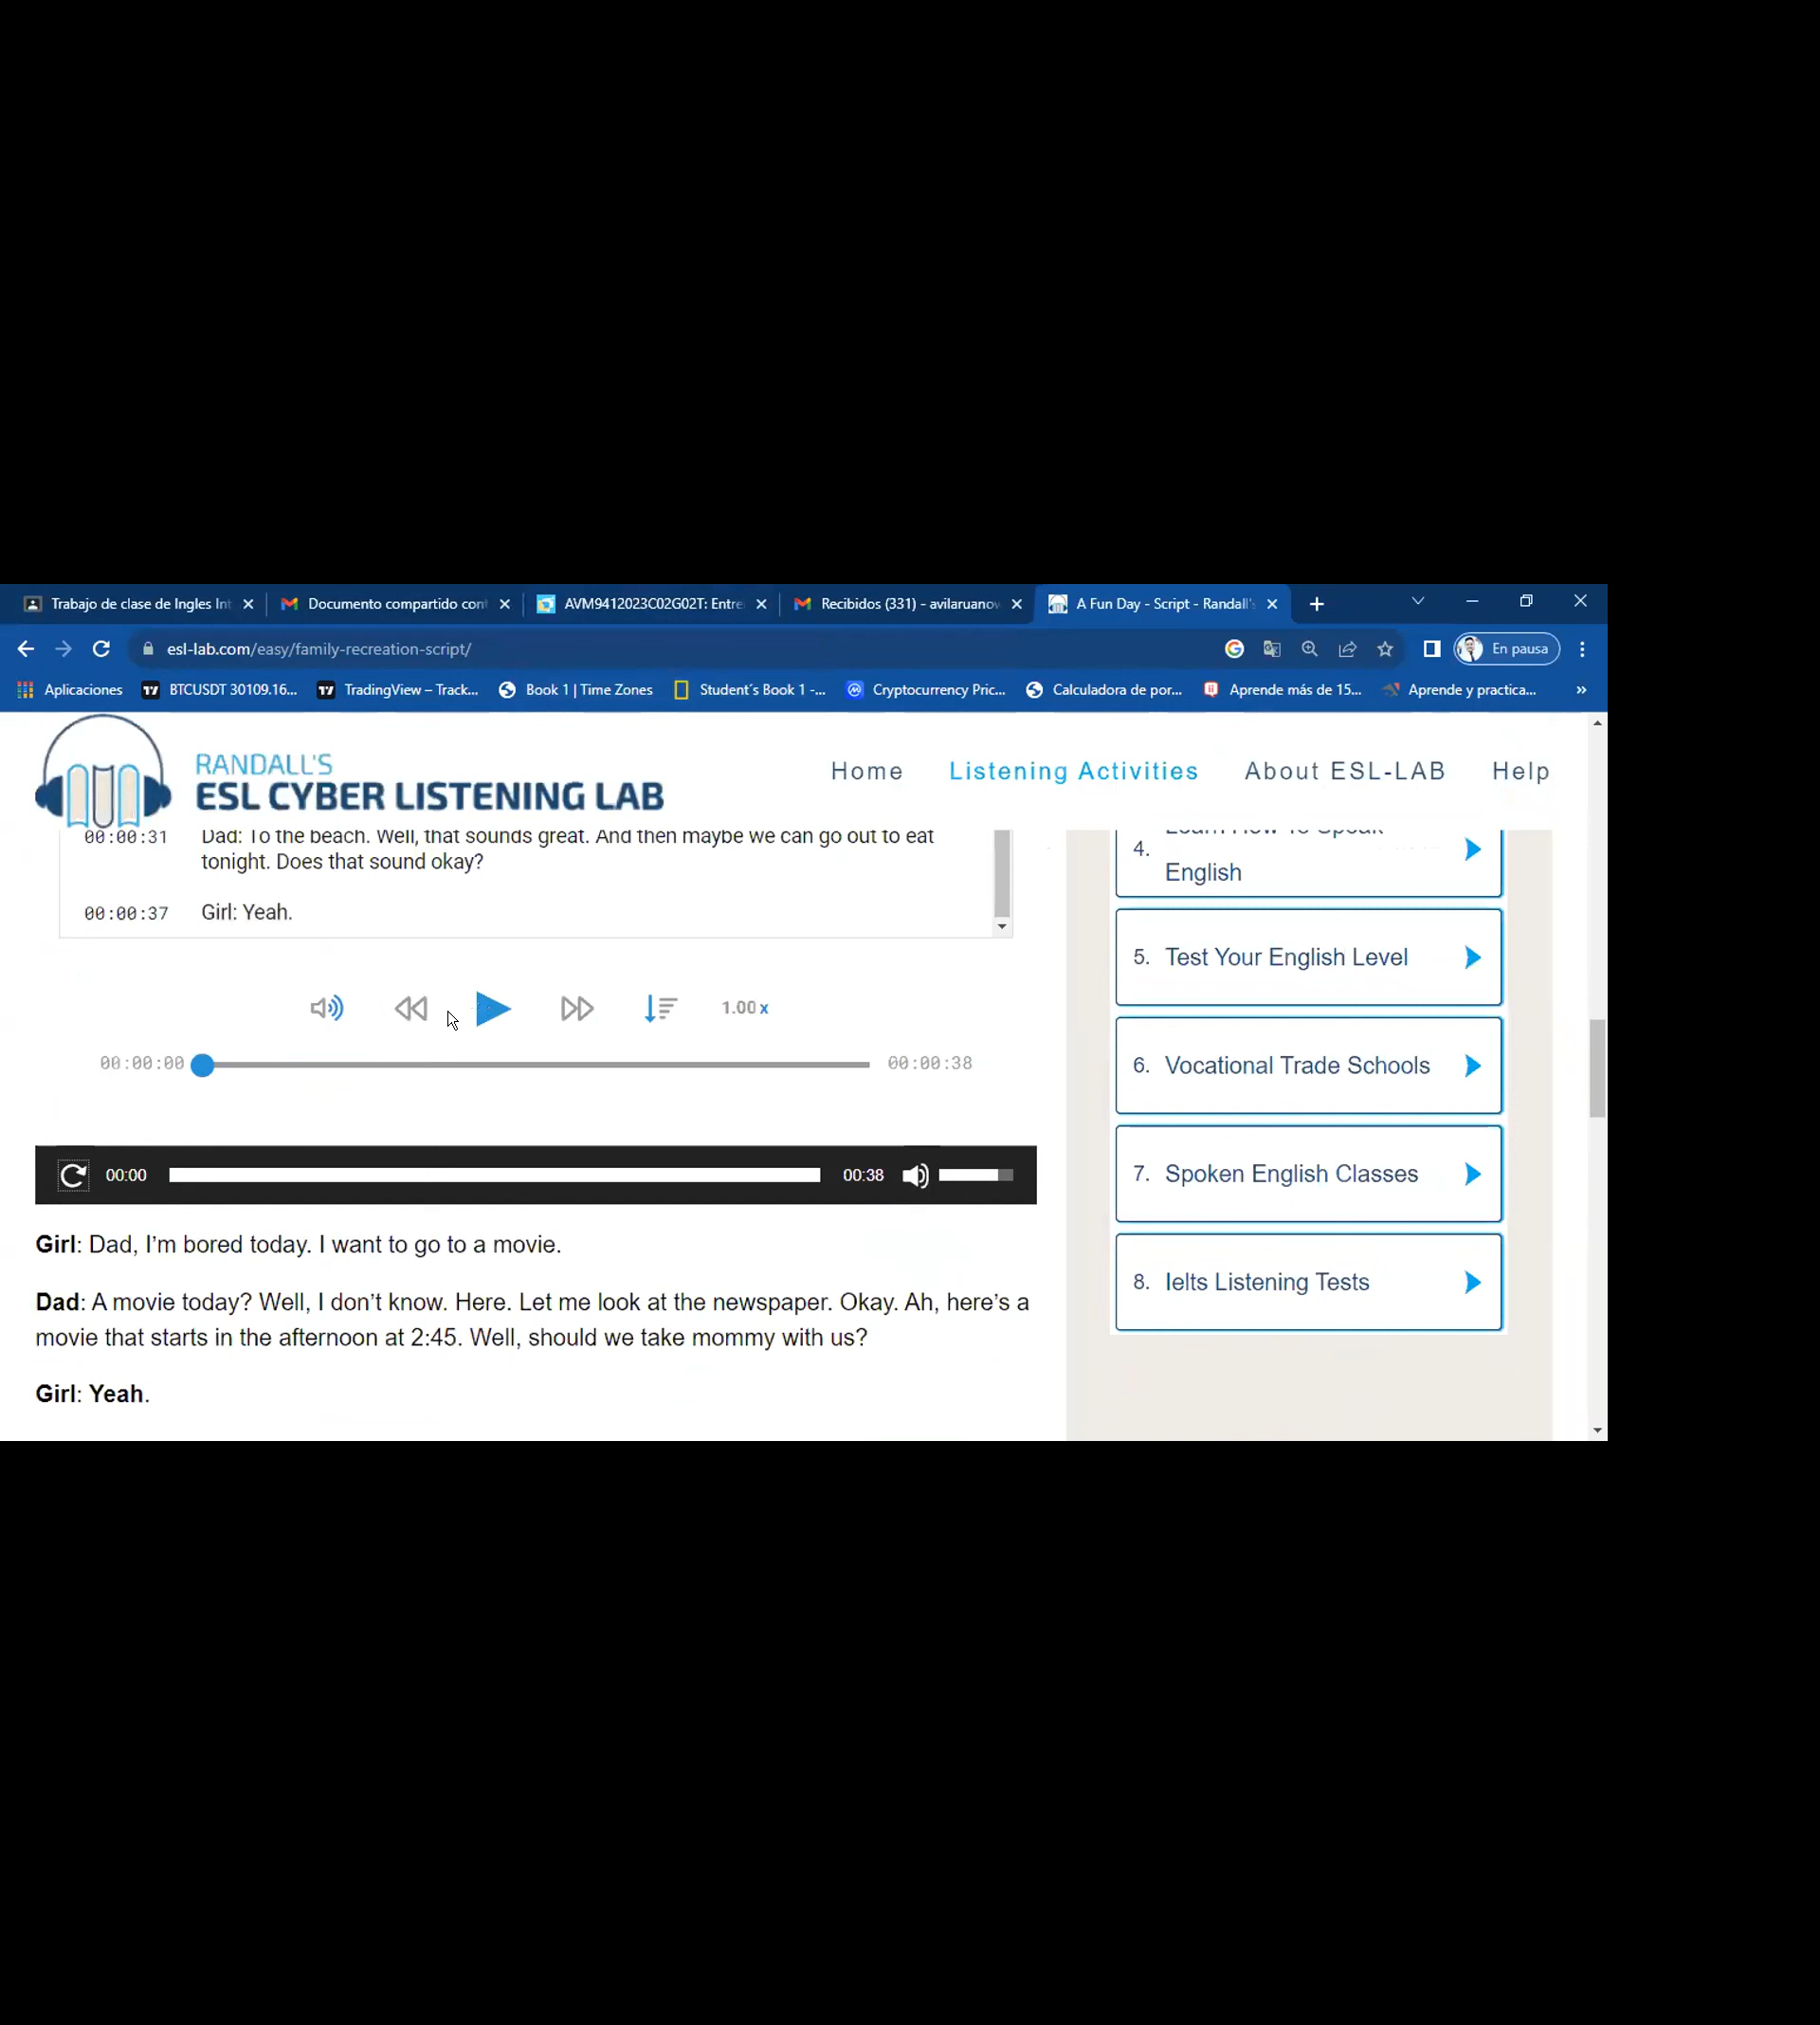 Trabajo de clase de Ingles Int
Documento compartido con
AVM9412023C02G02T: Entre
Recibidos (331) - avilaruanov
A Fun Day - Script - Randall's
esl-lab.com/easy/family-recreation-script/
En pausa
Aplicaciones
BTCUSDT 30109.16...
TradingView – Track...
Book 1 | Time Zones
Student´s Book 1 -...
Cryptocurrency Pric...
Calculadora de por...
Aprende más de 15...
Aprende y practica...
»
RANDALL'S
ESL CYBER LISTENING LAB
Home
Listening Activities
About ESL-LAB
Help
00:00:31 Dad: To the beach. Well, that sounds great. And then maybe we can go out to eat
tonight. Does that sound okay?
00:00:37 Girl: Yeah.
1.00 x
00:00:00
00:00:38
00:00
00:38
Girl: Dad, I'm bored today. I want to go to a movie.
Dad: A movie today? Well, I don't know. Here. Let me look at the newspaper. Okay. Ah, here's a
movie that starts in the afternoon at 2:45. Well, should we take mommy with us?
Girl: Yeah.
4. Learn How To Speak
English
5. Test Your English Level
6. Vocational Trade Schools
7. Spoken English Classes
8. Ielts Listening Tests